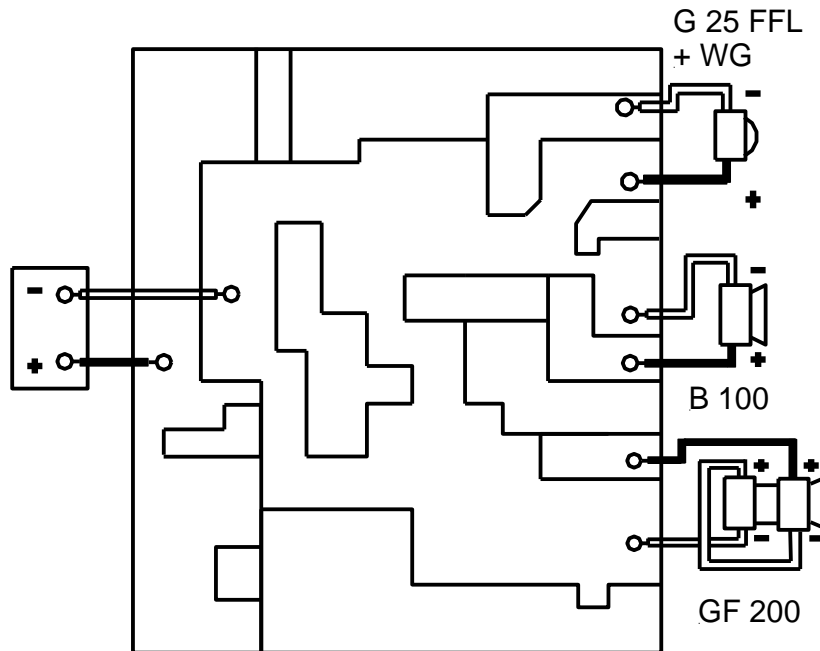 G 25 FFL
+ WG
-
+
-
+
-
+
B 100
+ +
- -
GF 200